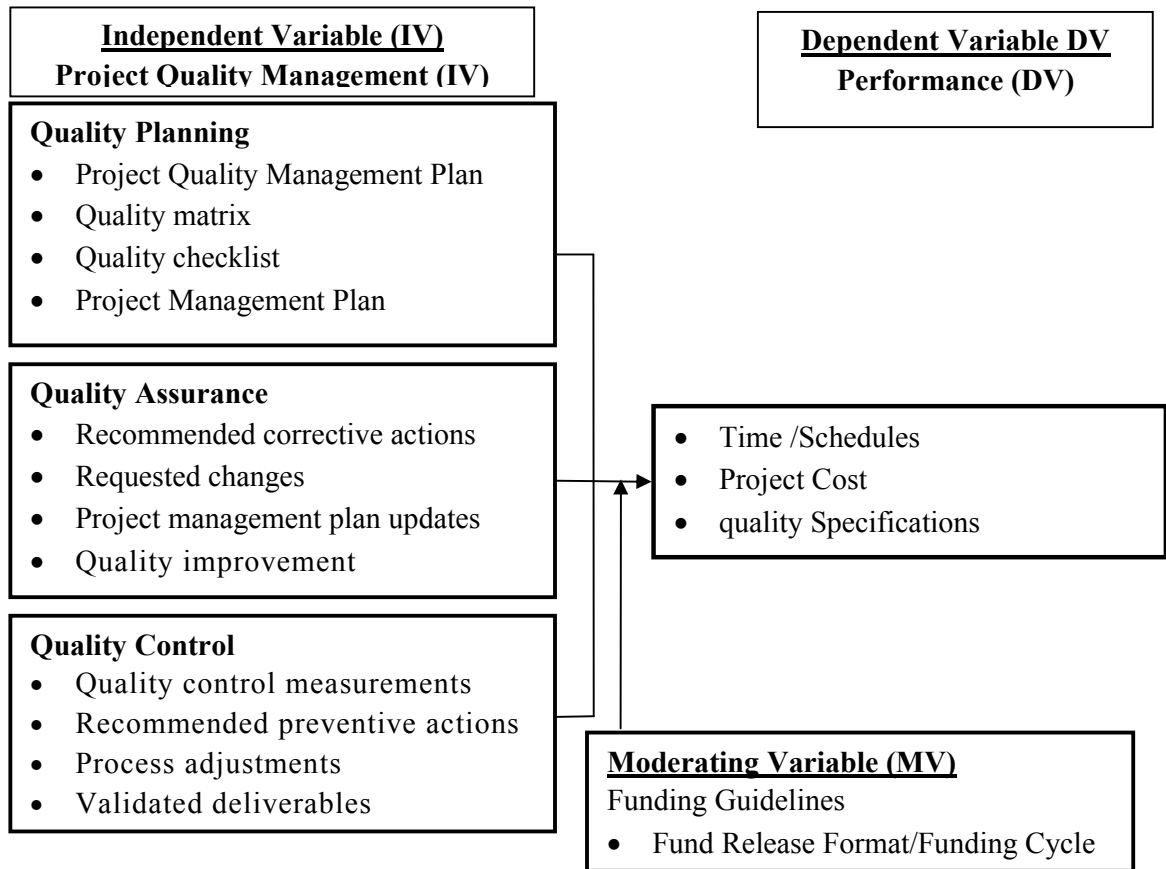 Independent Variable (IV)
Project Quality Management (IV)
Dependent Variable DV
Performance (DV)
Quality Planning
• Project Quality Management Plan
• Quality matrix
• Quality checklist
• Project Management Plan
Quality Assurance
• Recommended corrective actions
• Requested changes
• Project management plan updates
• Quality improvement
• Time /Schedules
• Project Cost
• quality Specifications
Quality Control
• Quality control measurements
• Recommended preventive actions
• Process adjustments
• Validated deliverables
Moderating Variable (MV)
Funding Guidelines
• Fund Release Format/Funding Cycle